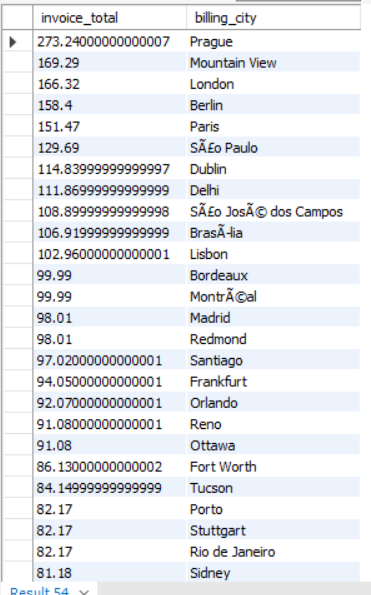 invoice_total billing_city
273.24000000000007 Prague
169.29 Mountain View
166.32 London
158.4 Berlin
151.47 Paris
129.69 SÃ£o Paulo
114.83999999999997 Dublin
111.86999999999999 Delhi
108.89999999999998 SÃ£o JosÃ© dos Campos
106.91999999999999 BrasÃ­lia
102.96000000000001 Lisbon
99.99 Bordeaux
99.99 MontrÃ©al
98.01 Madrid
98.01 Redmond
97.02000000000001 Santiago
94.05000000000001 Frankfurt
92.07000000000001 Orlando
91.08000000000001 Reno
91.08 Ottawa
86.13000000000002 Fort Worth
84.14999999999999 Tucson
82.17 Porto
82.17 Stuttgart
82.17 Rio de Janeiro
81.18 Sidney
Result 54